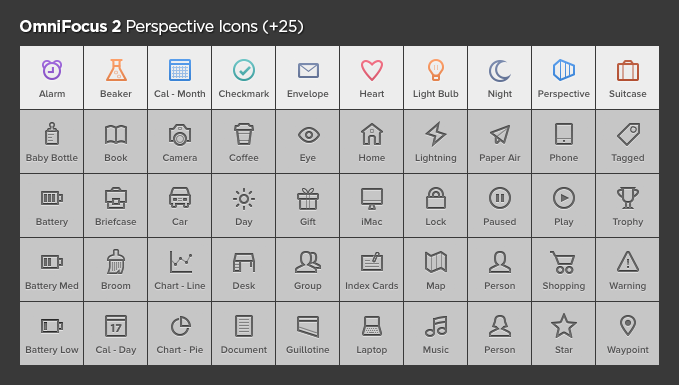 OmniFocus 2 Perspective Icons (+25)
Alarm Beaker Cal - Month Checkmark Envelope Heart Light Bulb Night Perspective Suitcase
Baby Bottle Book Camera Coffee Eye Home Lightning Paper Air Phone Tagged
Battery Briefcase Car Day Gift iMac Lock Paused Play Trophy
Battery Med Broom Chart - Line Desk Group Index Cards Map Person Shopping Warning
17
Battery Low Cal - Day Chart - Pie Document Guillotine Laptop Music Person Star Waypoint